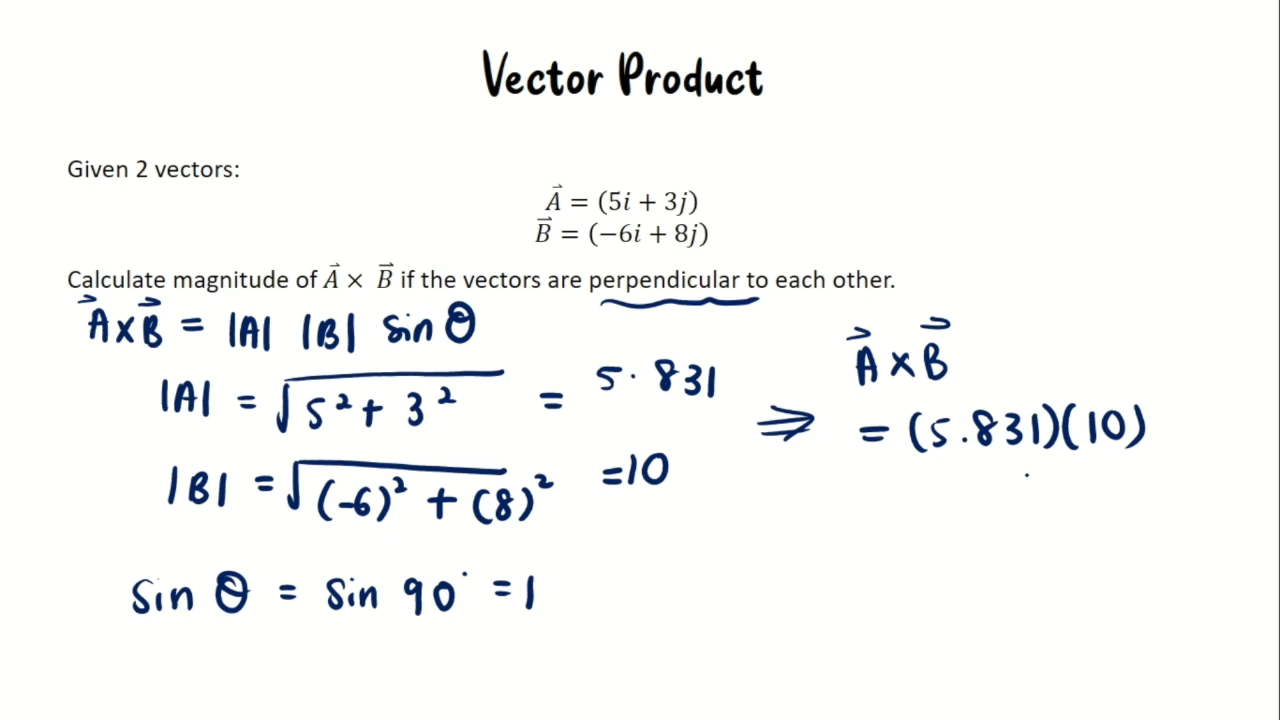 Vector Product
Given 2 vectors:
A⃗ = (5i + 3j)
B⃗ = (−6i + 8j)
Calculate magnitude of A⃗ × B⃗ if the vectors are perpendicular to each other.
A⃗ × B⃗ = |A| |B| sin θ
|A| = √(5² + 3²) = 5.831
|B| = √((-6)² + (8)²) = 10
sin θ = sin 90° = 1
⇒ A⃗ × B⃗
= (5.831)(10)